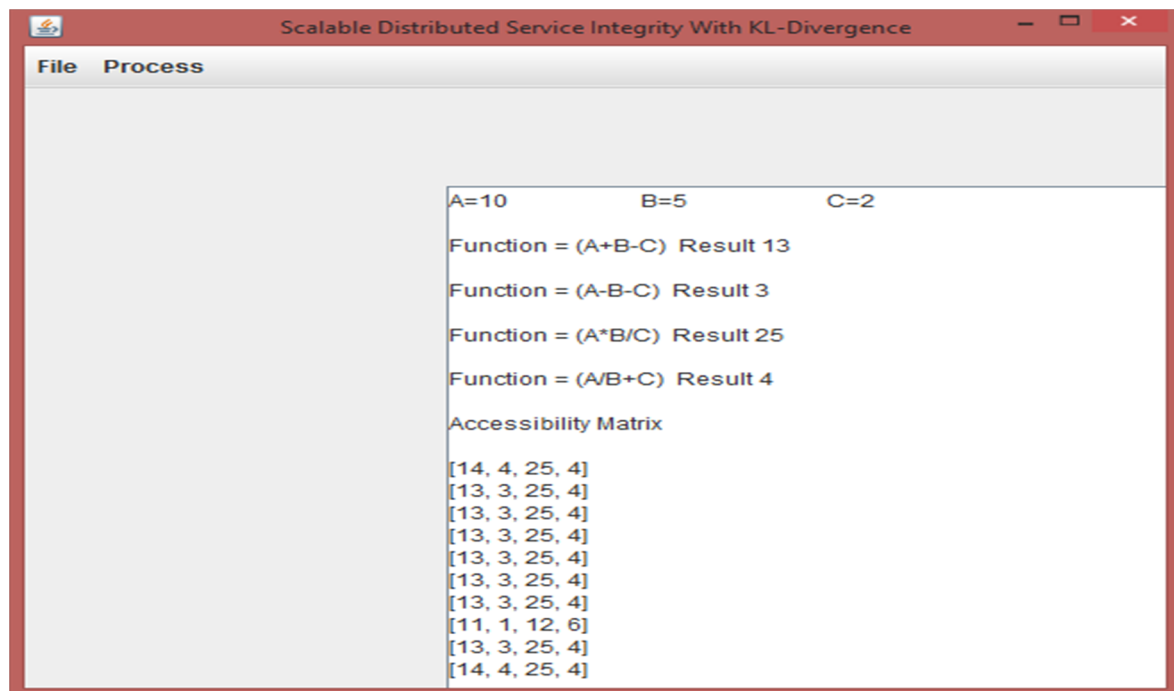 Scalable Distributed Service Integrity With KL-Divergence
File Process
A=10 B=5 C=2
Function = (A+B-C) Result 13
Function = (A-B-C) Result 3
Function = (A*B/C) Result 25
Function = (A/B+C) Result 4
Accessibility Matrix
[14, 4, 25, 4]
[13, 3, 25, 4]
[13, 3, 25, 4]
[13, 3, 25, 4]
[13, 3, 25, 4]
[13, 3, 25, 4]
[13, 3, 25, 4]
[11, 1, 12, 6]
[13, 3, 25, 4]
[14, 4, 25, 4]